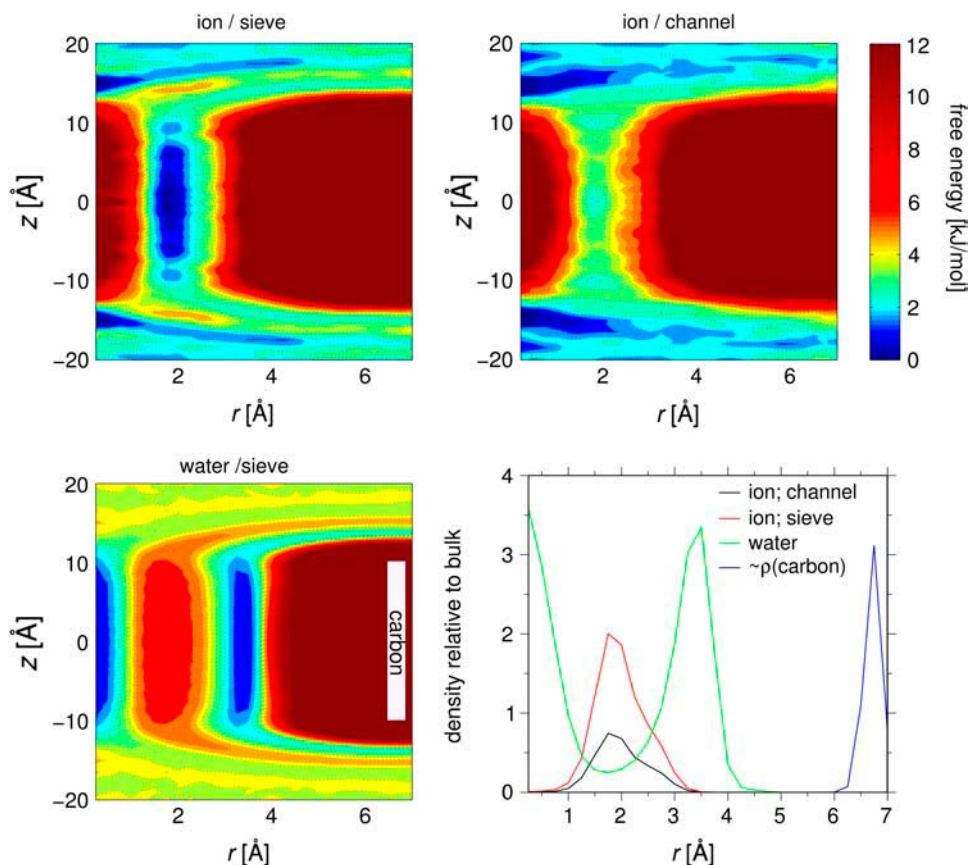 ion / sieve
ion / channel
20
10
0
-10
-20
z [Å]
2
4
6
r [Å]
20
10
0
-10
-20
z [Å]
2
4
6
r [Å]
12
10
8
6
4
2
0
free energy [kJ/mol]
water /sieve
20
10
0
-10
-20
z [Å]
2
4
6
r [Å]
carbon
4
3
2
1
0
density relative to bulk
ion; channel
ion; sieve
water
~ρ(carbon)
1 2 3 4 5 6 7
r [Å]